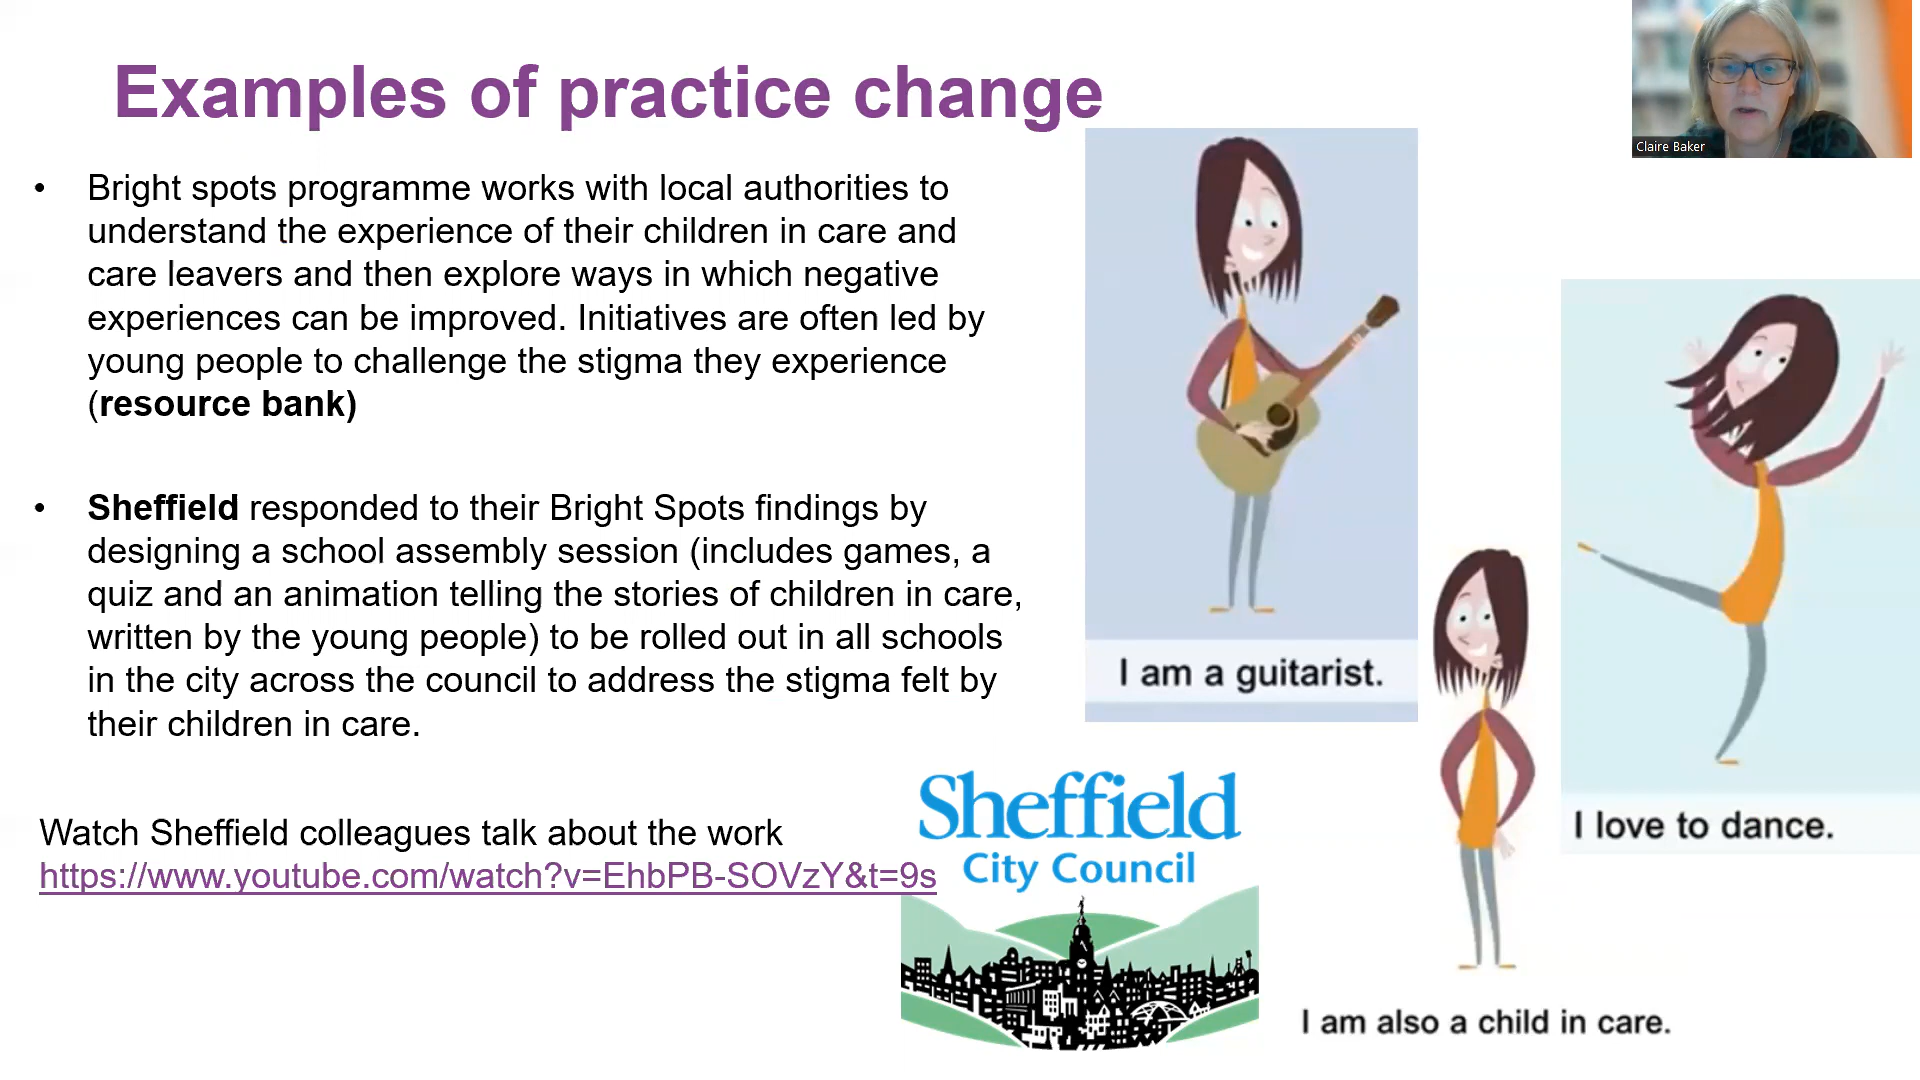 Examples of practice change
Claire Baker
• Bright spots programme works with local authorities to
understand the experience of their children in care and
care leavers and then explore ways in which negative
experiences can be improved. Initiatives are often led by
young people to challenge the stigma they experience
(resource bank)
• Sheffield responded to their Bright Spots findings by
designing a school assembly session (includes games, a
quiz and an animation telling the stories of children in care,
written by the young people) to be rolled out in all schools
in the city across the council to address the stigma felt by
their children in care.
Watch Sheffield colleagues talk about the work
https://www.youtube.com/watch?v=EhbPB-SOVzY&t=9s
I am a guitarist.
I love to dance.
Sheffield
City Council
I am also a child in care.